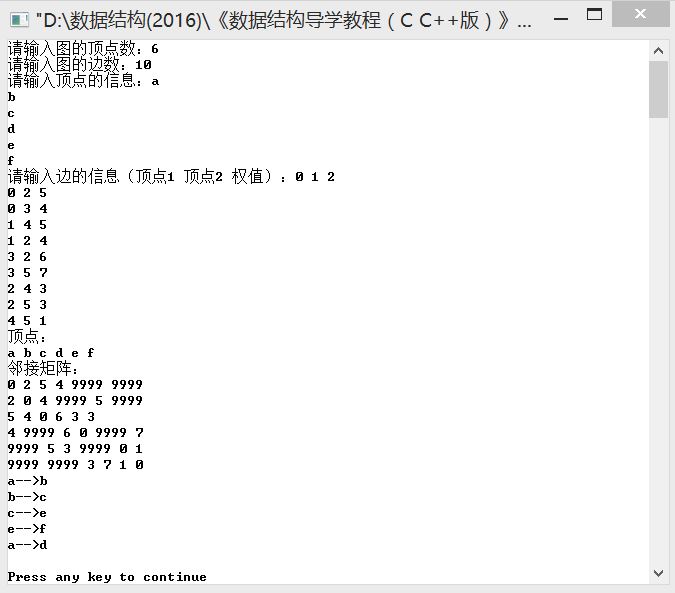 "D:\数据结构(2016)\《数据结构导学教程（C C++版）》...
请输入图的顶点数：6
请输入图的边数：10
请输入顶点的信息：a
b
c
d
e
f
请输入边的信息（顶点1 顶点2 权值）：0 1 2
0 2 5
0 3 4
1 4 5
1 2 4
3 2 6
3 5 7
2 4 3
2 5 3
4 5 1
顶点：
a b c d e f
邻接矩阵：
0 2 5 4 9999 9999
2 0 4 9999 5 9999
5 4 0 6 3 3
4 9999 6 0 9999 7
9999 5 3 9999 0 1
9999 9999 3 7 1 0
a-->b
b-->c
c-->e
e-->f
a-->d
Press any key to continue